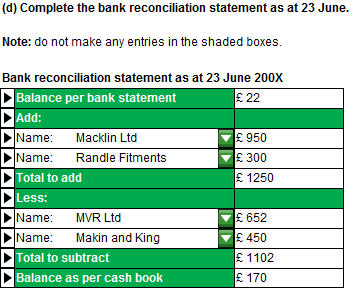 (d) Complete the bank reconciliation statement as at 23 June.
Note: do not make any entries in the shaded boxes.
Bank reconciliation statement as at 23 June 200X
Balance per bank statement £ 22
Add:
Name: Macklin Ltd £ 950
Name: Randle Fitments £ 300
Total to add £ 1250
Less:
Name: MVR Ltd £ 652
Name: Makin and King £ 450
Total to subtract £ 1102
Balance as per cash book £ 170